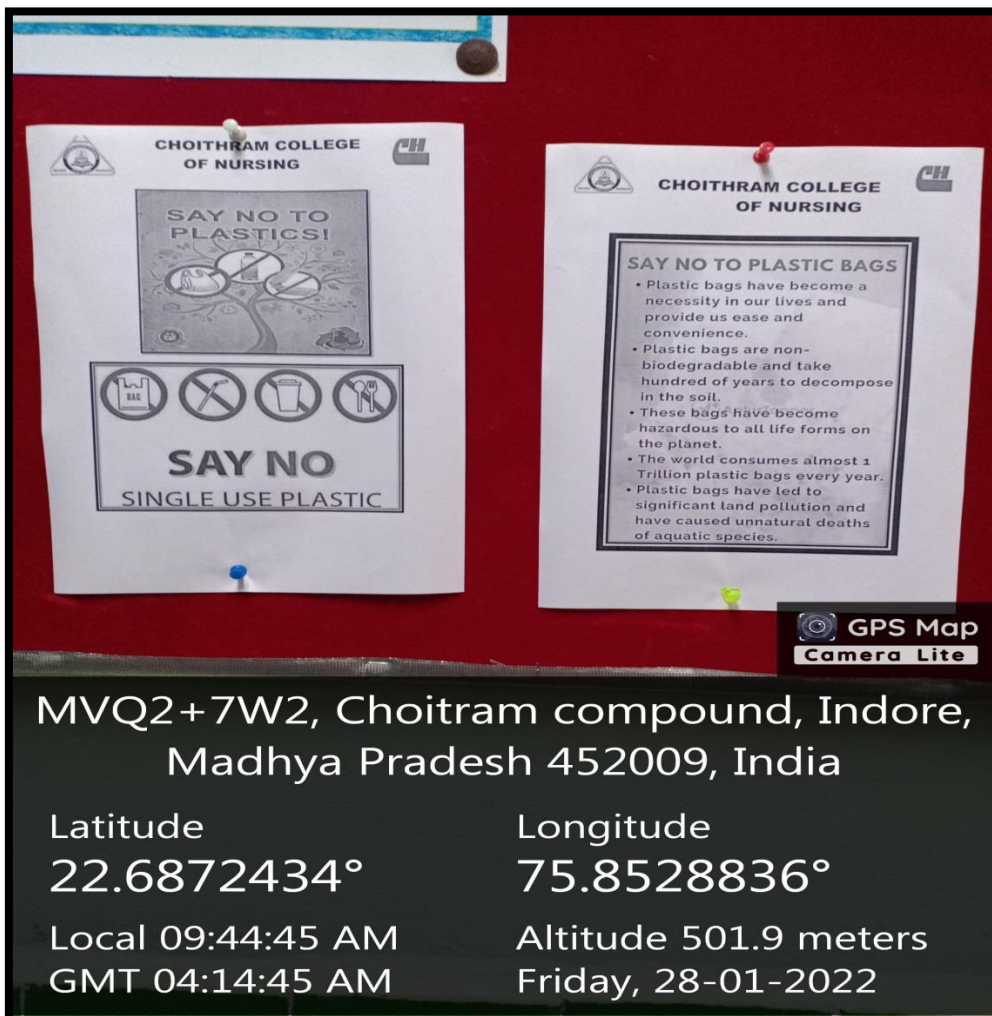 CHOITHRAM COLLEGE
OF NURSING
CH
SAY NO TO
PLASTICS!
BAG
SAY NO
SINGLE USE PLASTIC
CHOITHRAM COLLEGE
OF NURSING
CH
SAY NO TO PLASTIC BAGS
• Plastic bags have become a
necessity in our lives and
provide us ease and
convenience.
• Plastic bags are non-
biodegradable and take
hundred of years to decompose
in the soil.
• These bags have become
hazardous to all life forms on
the planet.
• The world consumes almost 1
Trillion plastic bags every year.
• Plastic bags have led to
significant land pollution and
have caused unnatural deaths
of aquatic species.
GPS Map
Camera Lite
MVQ2+7W2, Choitram compound, Indore,
Madhya Pradesh 452009, India
Latitude
22.6872434°
Longitude
75.8528836°
Local 09:44:45 AM
GMT 04:14:45 AM
Altitude 501.9 meters
Friday, 28-01-2022